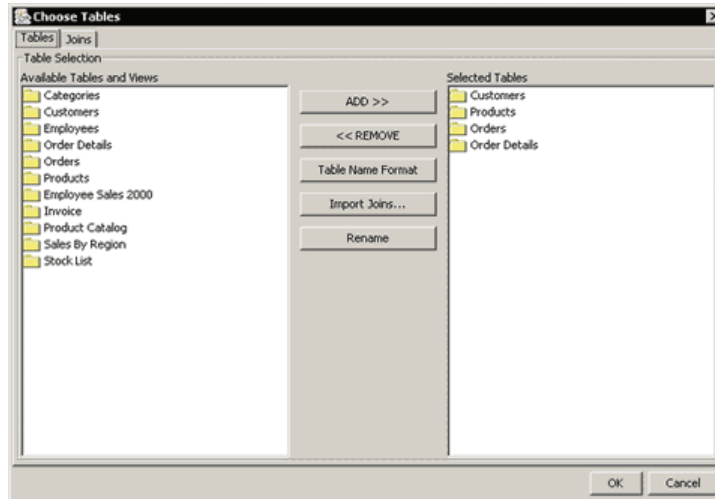 Choose Tables
Tables
Joins
Table Selection
Available Tables and Views
Categories
Customers
Employees
Order Details
Orders
Products
Employee Sales 2000
Invoice
Product Catalog
Sales By Region
Stock List
ADD >>
<< REMOVE
Table Name Format
Import Joins...
Rename
Selected Tables
Customers
Products
Orders
Order Details
OK
Cancel